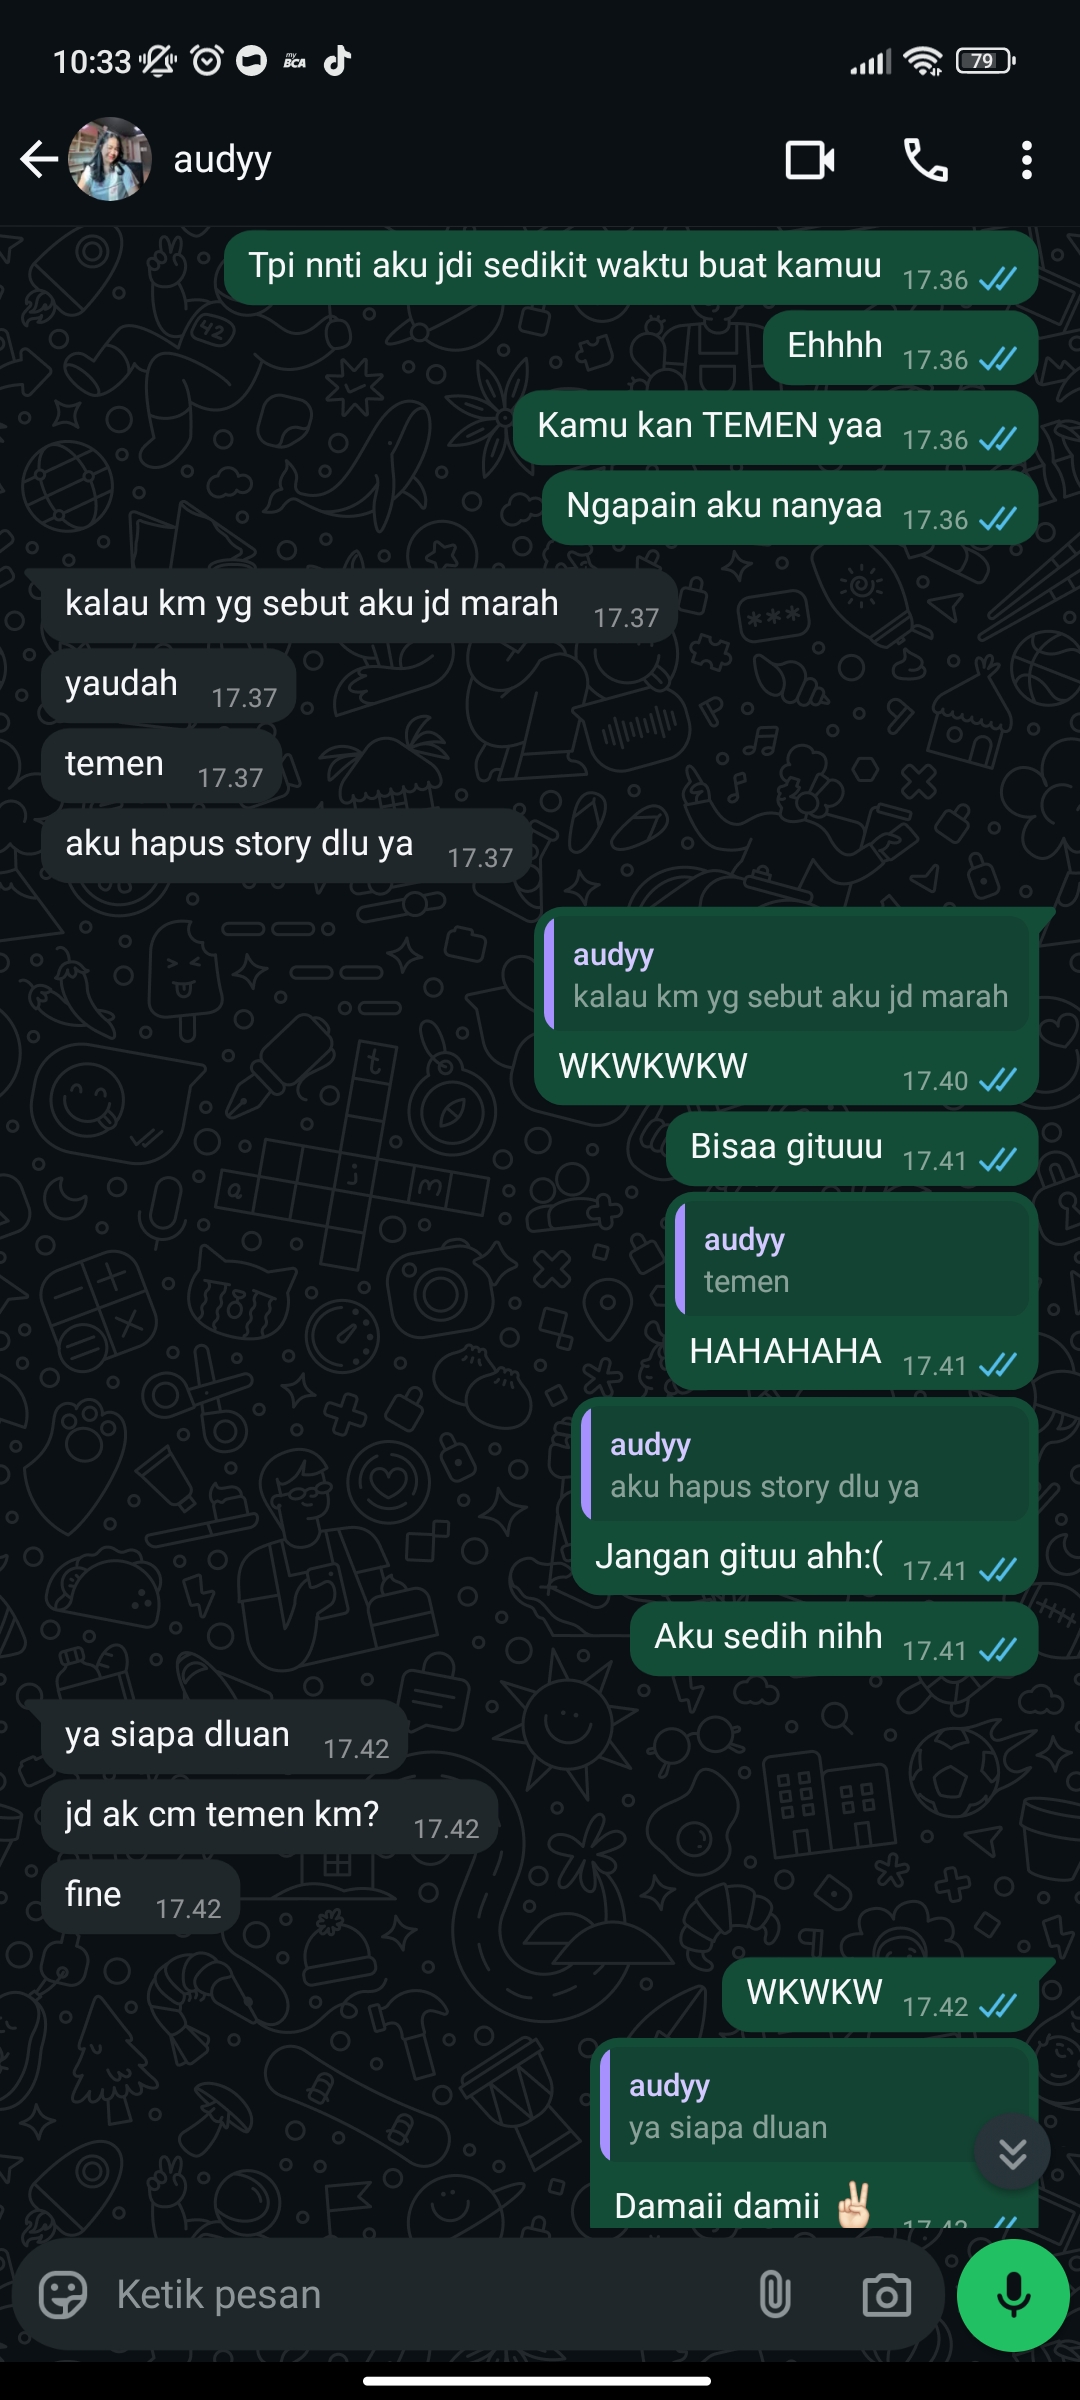 10:33 my BCA 79
audyy
Tpi nnti aku jdi sedikit waktu buat kamuu 17.36
Ehhhh 17.36
Kamu kan TEMEN yaa 17.36
Ngapain aku nanyaa 17.36
kalau km yg sebut aku jd marah 17.37
yaudah 17.37
temen 17.37
aku hapus story dlu ya 17.37
audyy
kalau km yg sebut aku jd marah
WKWKWKW 17.40
Bisaa gituuu 17.41
audyy
temen
HAHAHAHA 17.41
audyy
aku hapus story dlu ya
Jangan gituu ahh:( 17.41
Aku sedih nihh 17.41
ya siapa dluan 17.42
jd ak cm temen km? 17.42
fine 17.42
WKWKW 17.42
audyy
ya siapa dluan
Damaii damii ✌🏻 17.42
Ketik pesan